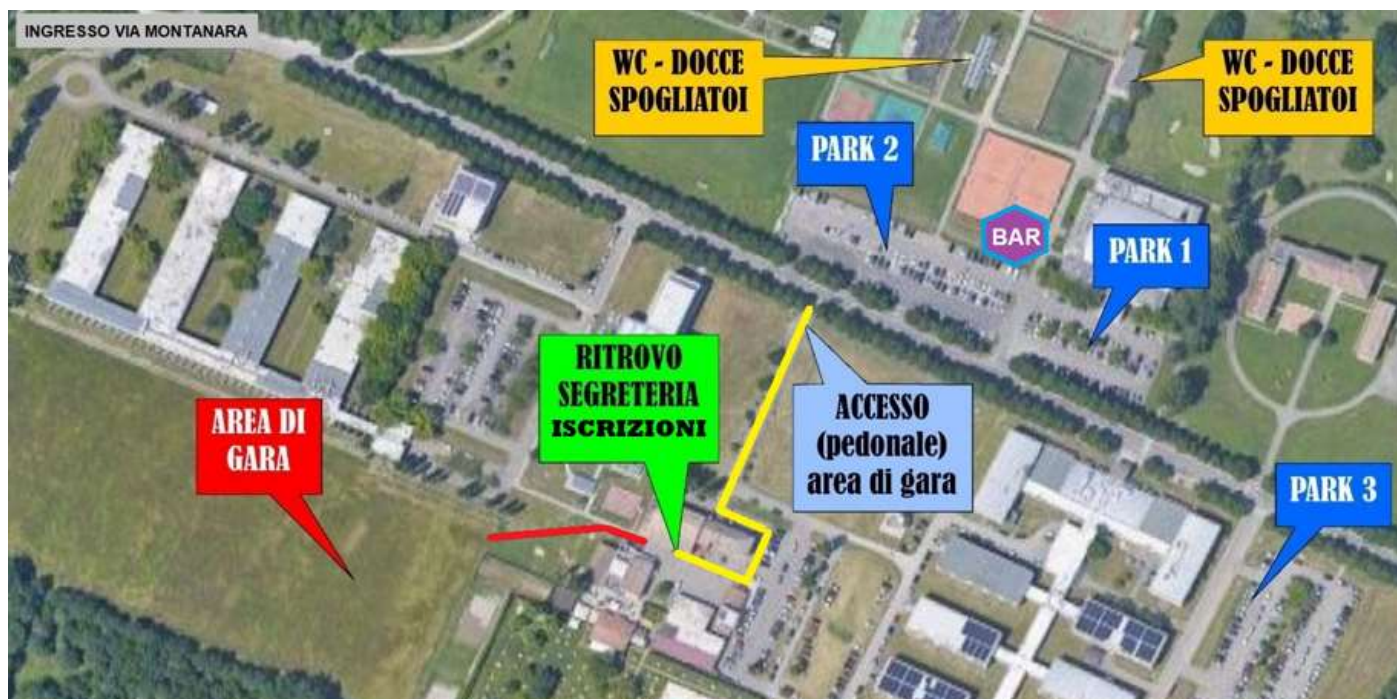 INGRESSO VIA MONTANARA
WC - DOCCE
SPOGLIATOI
WC - DOCCE
SPOGLIATOI
PARK 2
BAR
PARK 1
RITROVO
SEGRETERIA
ISCRIZIONI
AREA DI
GARA
ACCESSO
(pedonale)
area di gara
PARK 3